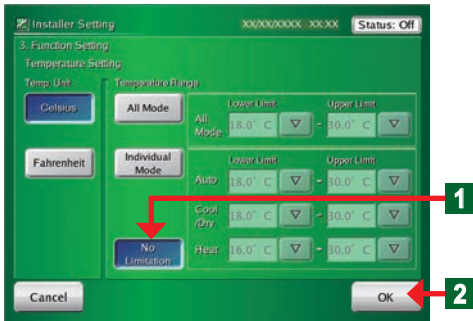 Installer Setting XX/XX/XXXX XX:XX Status: Off
3. Function Setting
Temperature Setting
Temp. Unit
Celsius
Fahrenheit
Temperature Range
All Mode
Lower Limit Upper Limit
All Mode 18.0° C - 30.0° C
Individual Mode
Lower Limit Upper Limit
Auto 18.0° C - 30.0° C
Cool /Dry 18.0° C - 30.0° C
No Limitation
Heat 16.0° C - 30.0° C
1
Cancel
OK
2